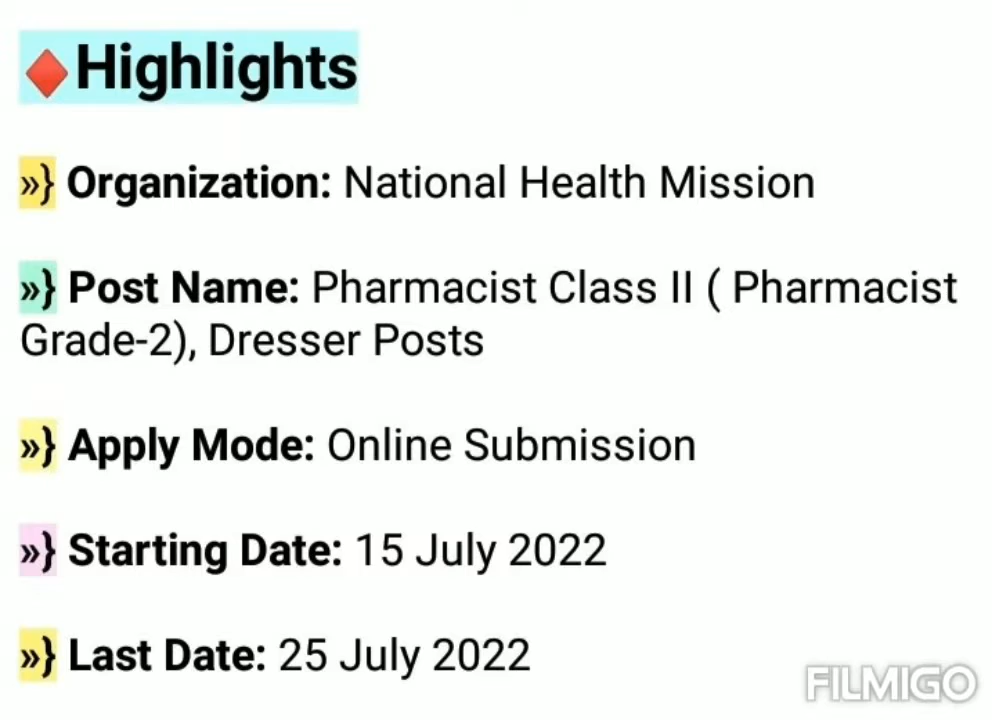 ♦Highlights
»} Organization: National Health Mission
»} Post Name: Pharmacist Class II ( Pharmacist
Grade-2), Dresser Posts
»} Apply Mode: Online Submission
»} Starting Date: 15 July 2022
»} Last Date: 25 July 2022
FILMIGO